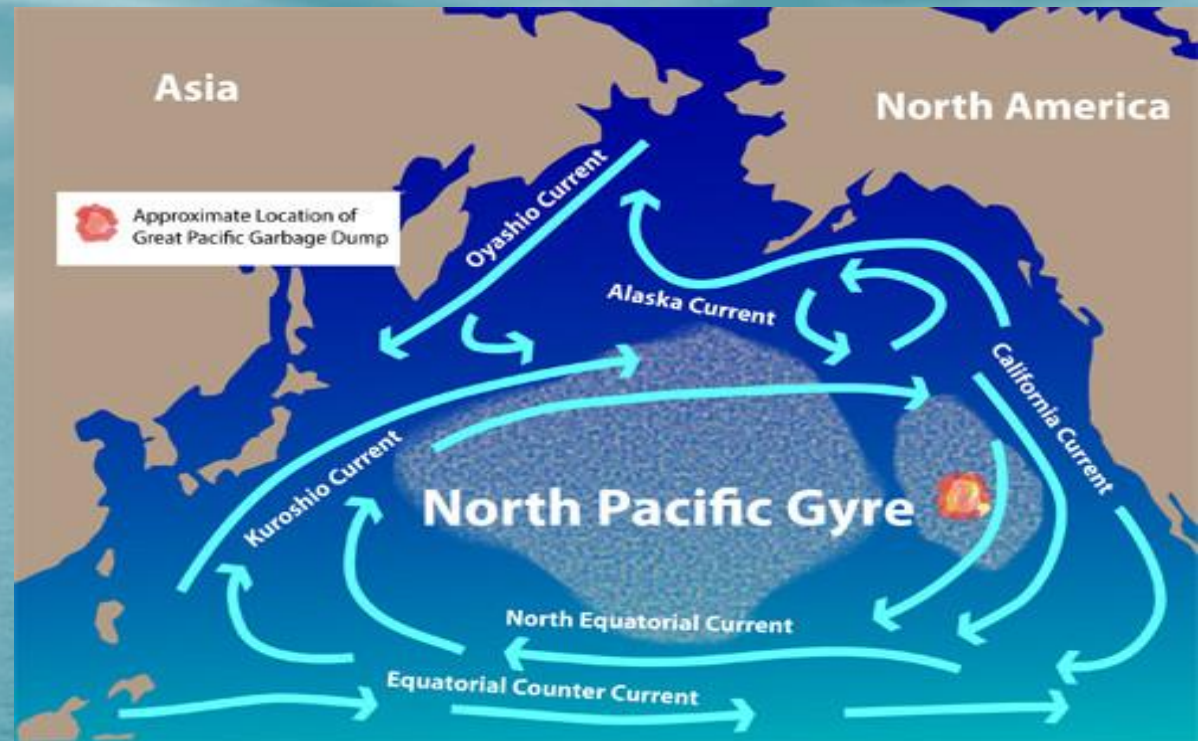 Asia
North America
Approximate Location of
Great Pacific Garbage Dump
Oyashio Current
Alaska Current
California Current
Kuroshio Current
North Pacific Gyre
North Equatorial Current
Equatorial Counter Current